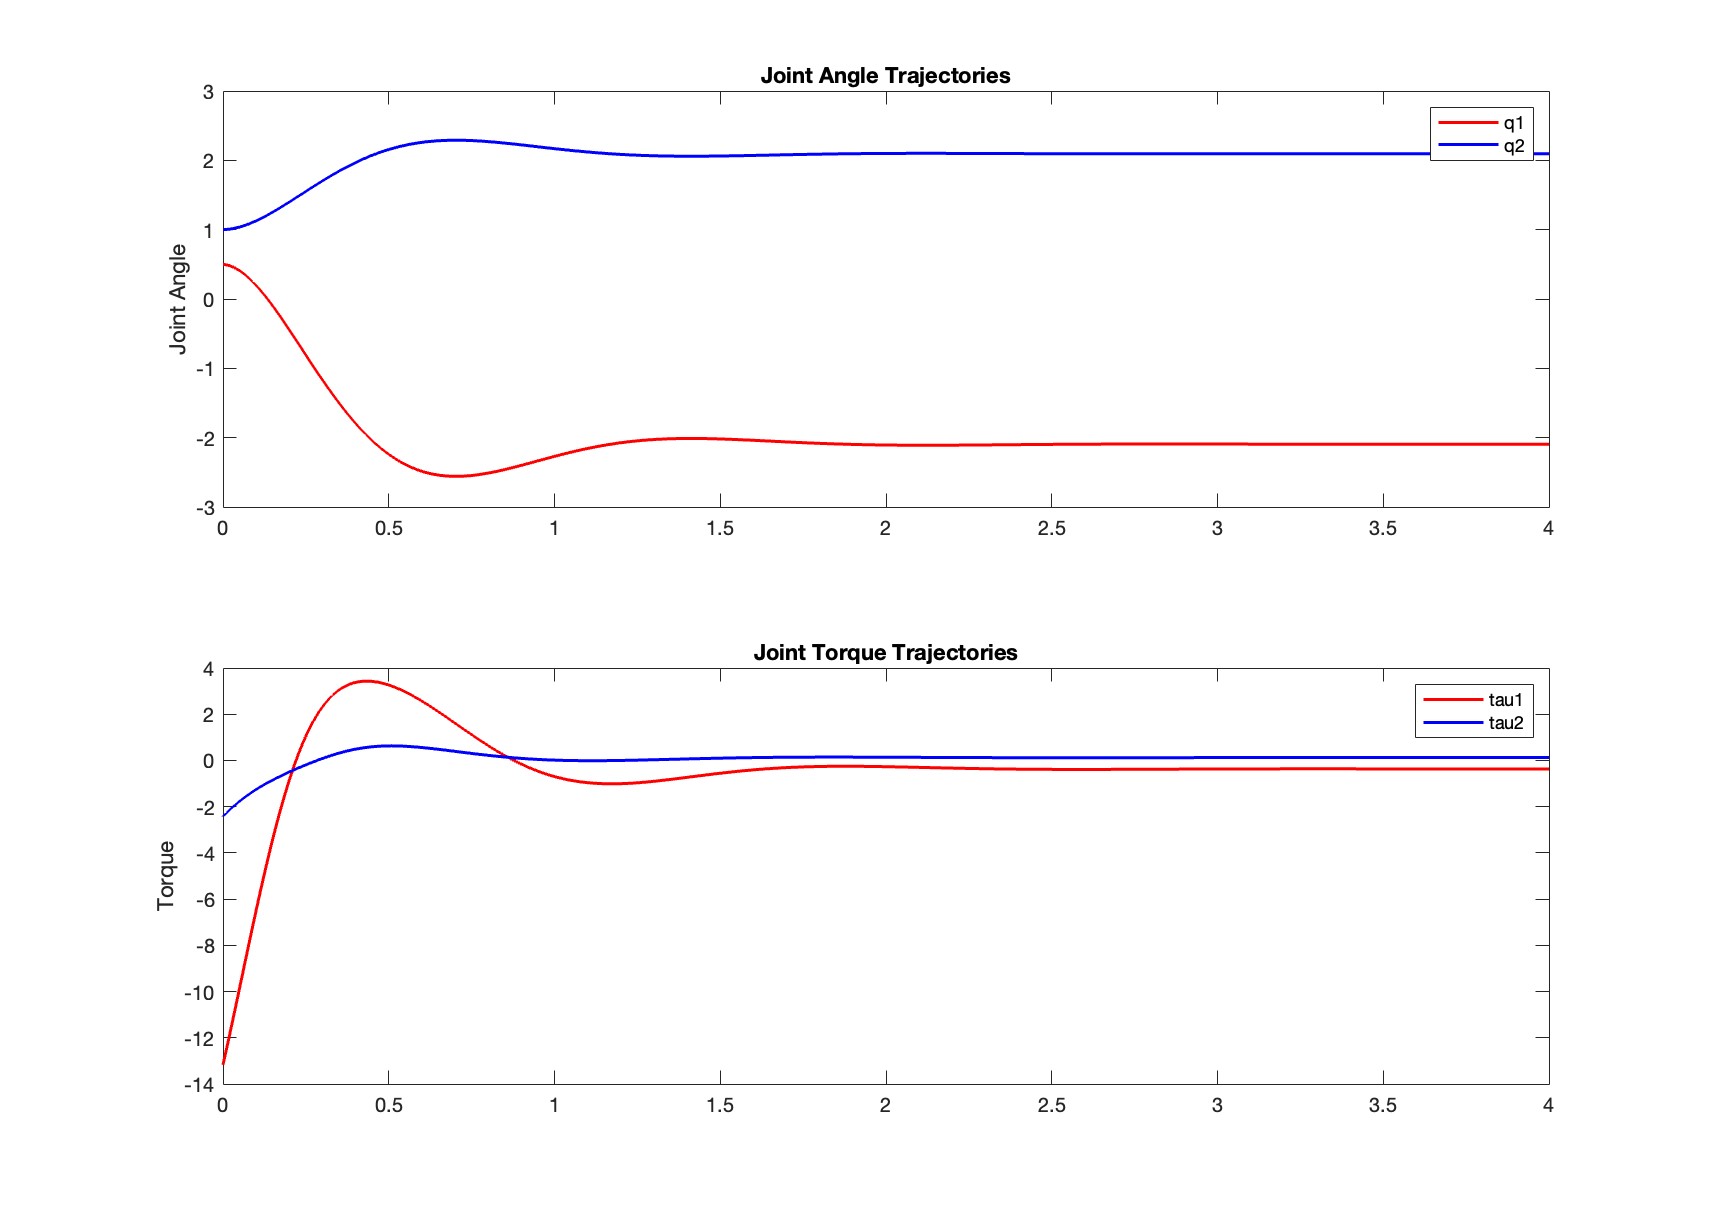 Joint Angle Trajectories
3
2
1
0
-1
-2
-3
Joint Angle
q1
q2
0 0.5 1 1.5 2 2.5 3 3.5 4
Joint Torque Trajectories
4
2
0
-2
-4
-6
-8
-10
-12
-14
Torque
tau1
tau2
0 0.5 1 1.5 2 2.5 3 3.5 4